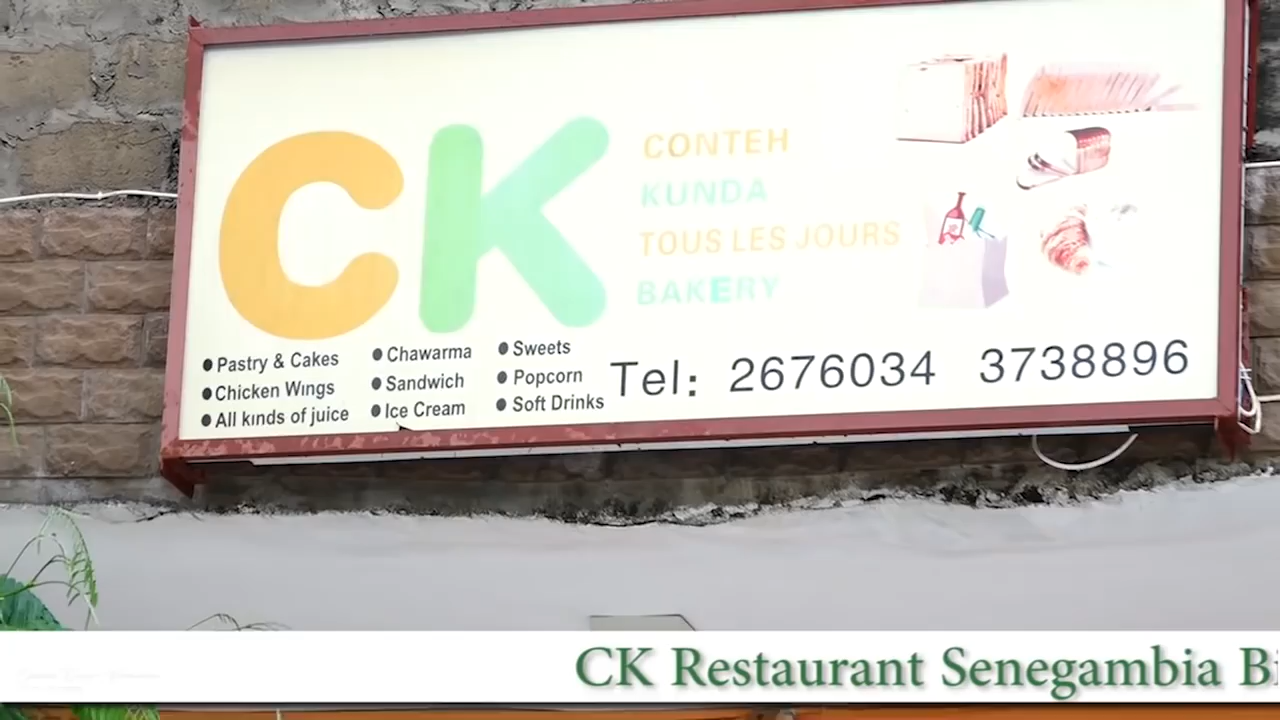 CK
CONTEH
KUNDA
TOUS LES JOURS
BAKERY
● Pastry & Cakes
● Chicken Wings
● All kinds of juice
● Chawarma
● Sandwich
● Ice Cream
● Sweets
● Popcorn
● Soft Drinks
Tel: 2676034 3738896
CK Restaurant Senegambia Bi